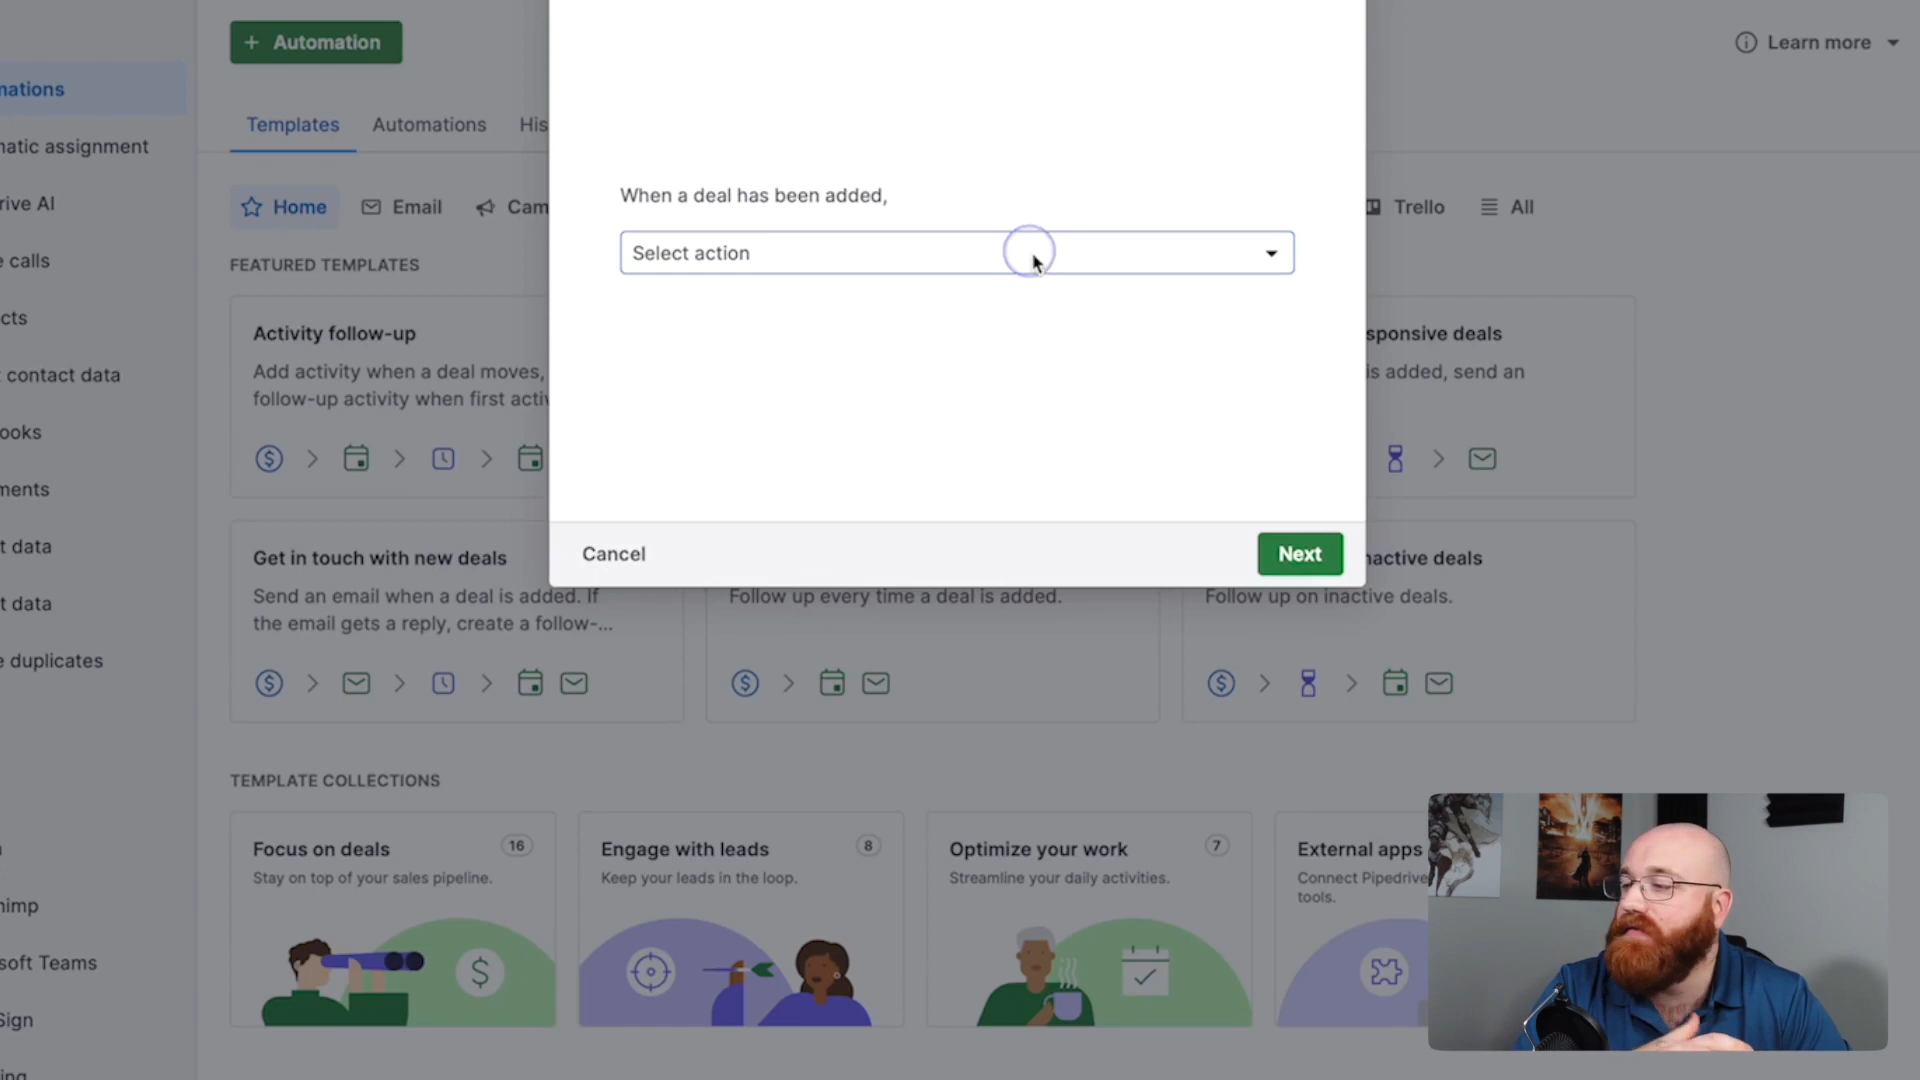 + Automation
Learn more
mations
Templates
Automations
His
matic assignment
When a deal has been added,
rive AI
Home
Email
Cam
Trello
All
Select action
e calls
FEATURED TEMPLATES
cts
Activity follow-up
sponsive deals
t contact data
Add activity when a deal moves,
is added, send an
follow-up activity when first activ
ooks
ments
t data
Cancel
Next
Get in touch with new deals
nactive deals
Send an email when a deal is added. If
the email gets a reply, create a follow-...
Follow up every time a deal is added.
Follow up on inactive deals.
t data
e duplicates
TEMPLATE COLLECTIONS
Focus on deals
16
Stay on top of your sales pipeline.
Engage with leads
8
Keep your leads in the loop.
Optimize your work
7
Streamline your daily activities.
External apps
Connect Pipedrive
tools.
himp
soft Teams
Sign
ing